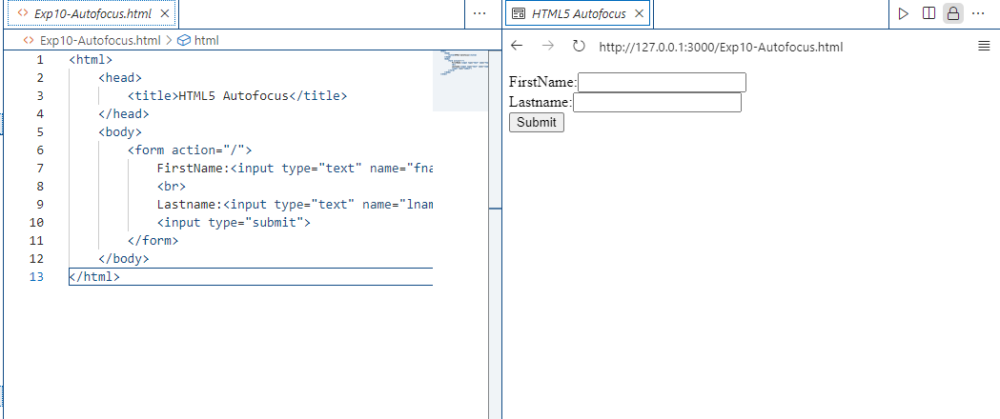 Exp10-Autofocus.html
Exp10-Autofocus.html > html
1 <html>
2 <head>
3 <title>HTML5 Autofocus</title>
4 </head>
5 <body>
6 <form action="/">
7 FirstName:<input type="text" name="fna
8 <br>
9 Lastname:<input type="text" name="lnam
10 <input type="submit">
11 </form>
12 </body>
13 </html>
HTML5 Autofocus
http://127.0.0.1:3000/Exp10-Autofocus.html
FirstName:
Lastname:
Submit